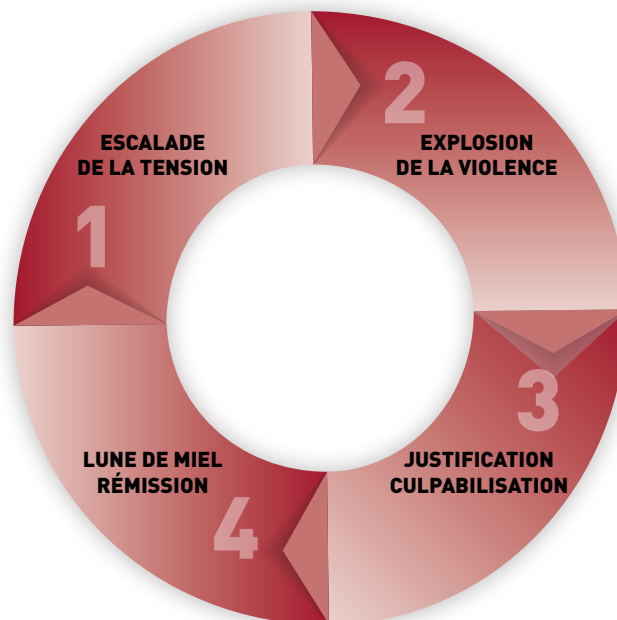 1
ESCALADE
DE LA TENSION
2
EXPLOSION
DE LA VIOLENCE
3
JUSTIFICATION
CULPABILISATION
4
LUNE DE MIEL
RÉMISSION